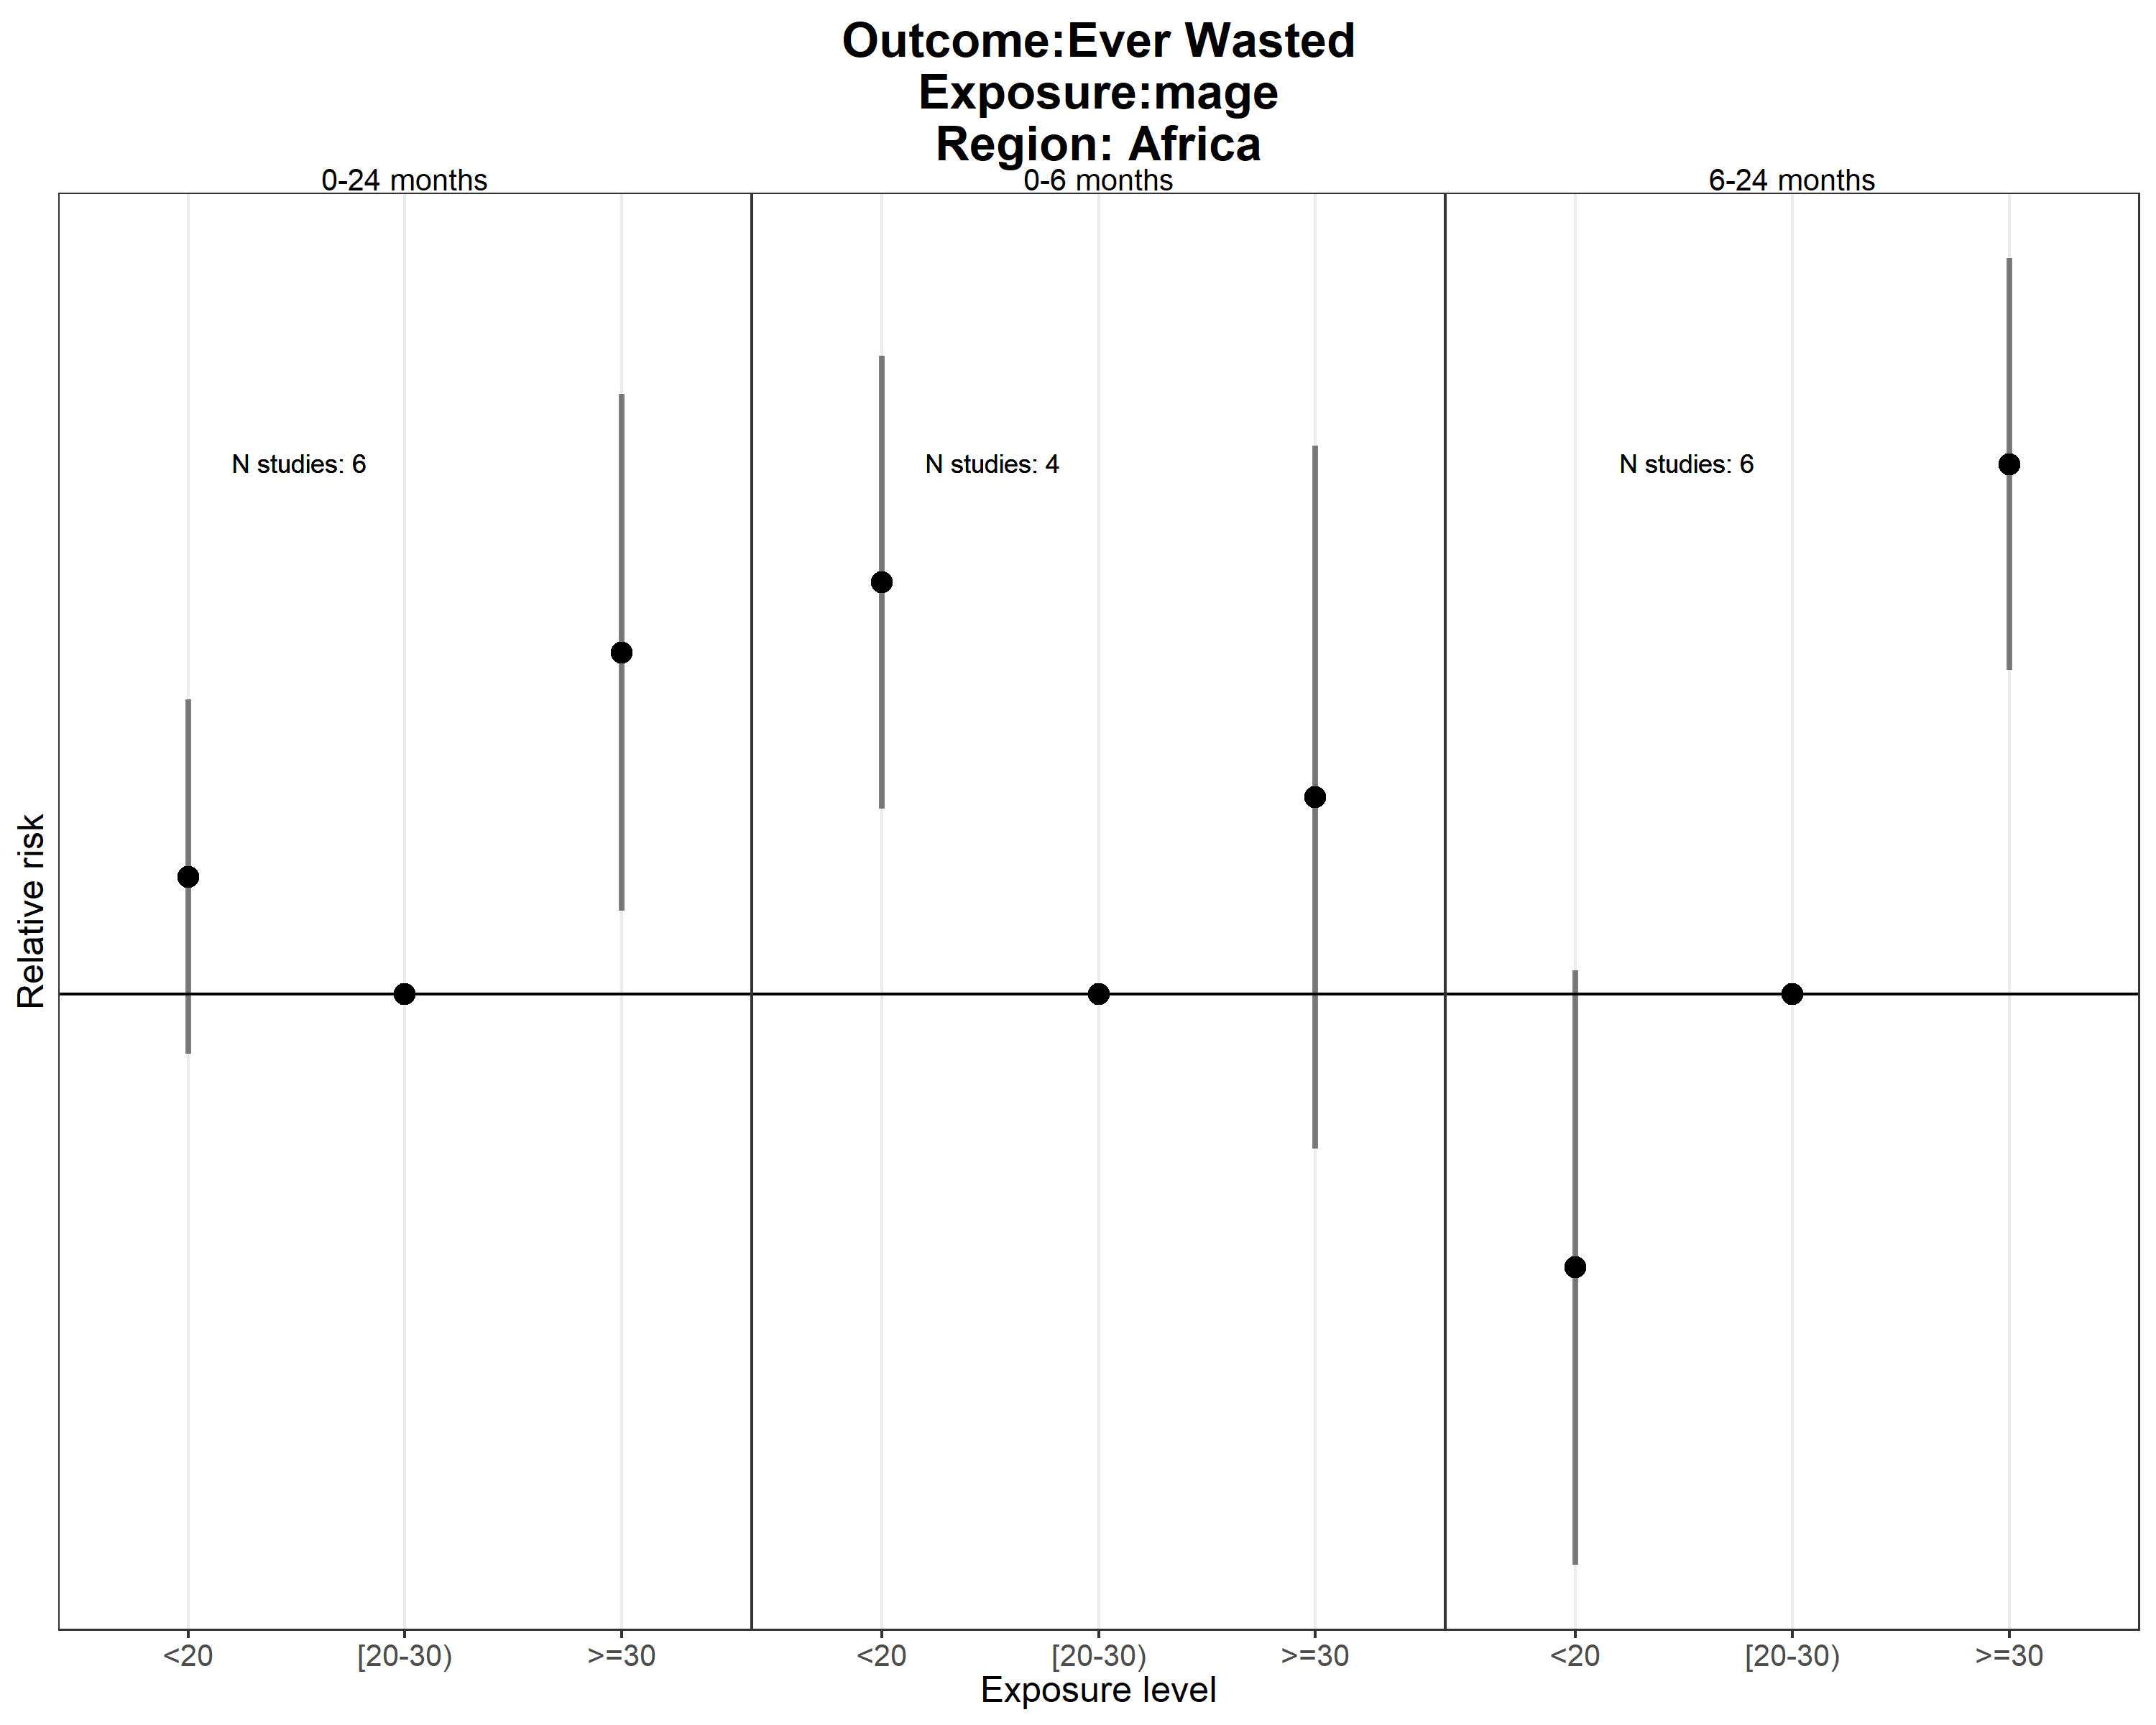 Outcome:Ever Wasted
Exposure:mage
Region: Africa
0-24 months
0-6 months
6-24 months
N studies: 6
N studies: 4
N studies: 6
Relative risk
<20
[20-30)
>=30
<20
[20-30)
>=30
<20
[20-30)
>=30
Exposure level